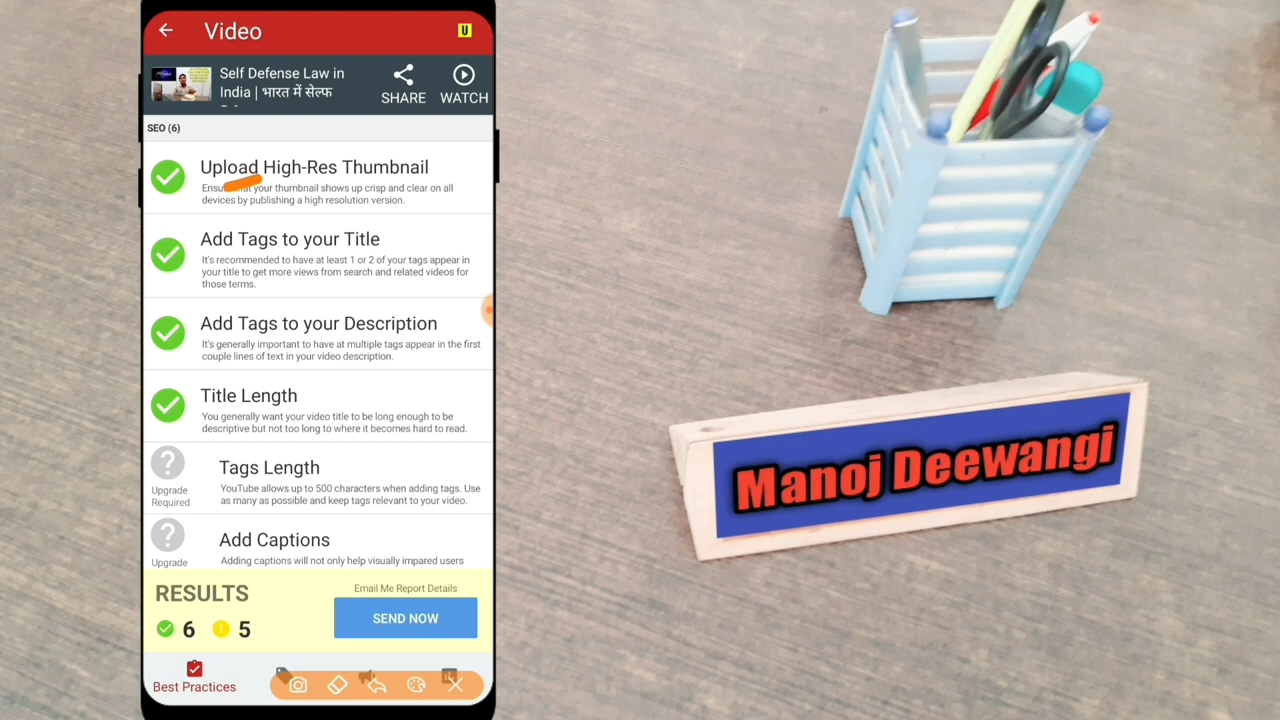 Video
U
Self Defense Law in
India | भारत में सेल्फ
SHARE
WATCH
SEO (6)
Upload High-Res Thumbnail
your thumbnail shows up crisp and clear on all
devices by publishing a high resolution version.
Add Tags to your Title
It's recommended to have at least 1 or 2 of your tags appear in
your title to get more views from search and related videos for
those terms.
Add Tags to your Description
It's generally important to have at multiple tags appear in the first
couple lines of text in your video description.
Title Length
You generally want your video title to be long enough to be
descriptive but not too long to where it becomes hard to read.
Upgrade
Required
Tags Length
YouTube allows up to 500 characters when adding tags. Use
as many as possible and keep tags relevant to your video.
Upgrade
Add Captions
Adding captions will not only help visually impared users
RESULTS
6
5
Email Me Report Details
SEND NOW
Best Practices
Manoj Deewangi